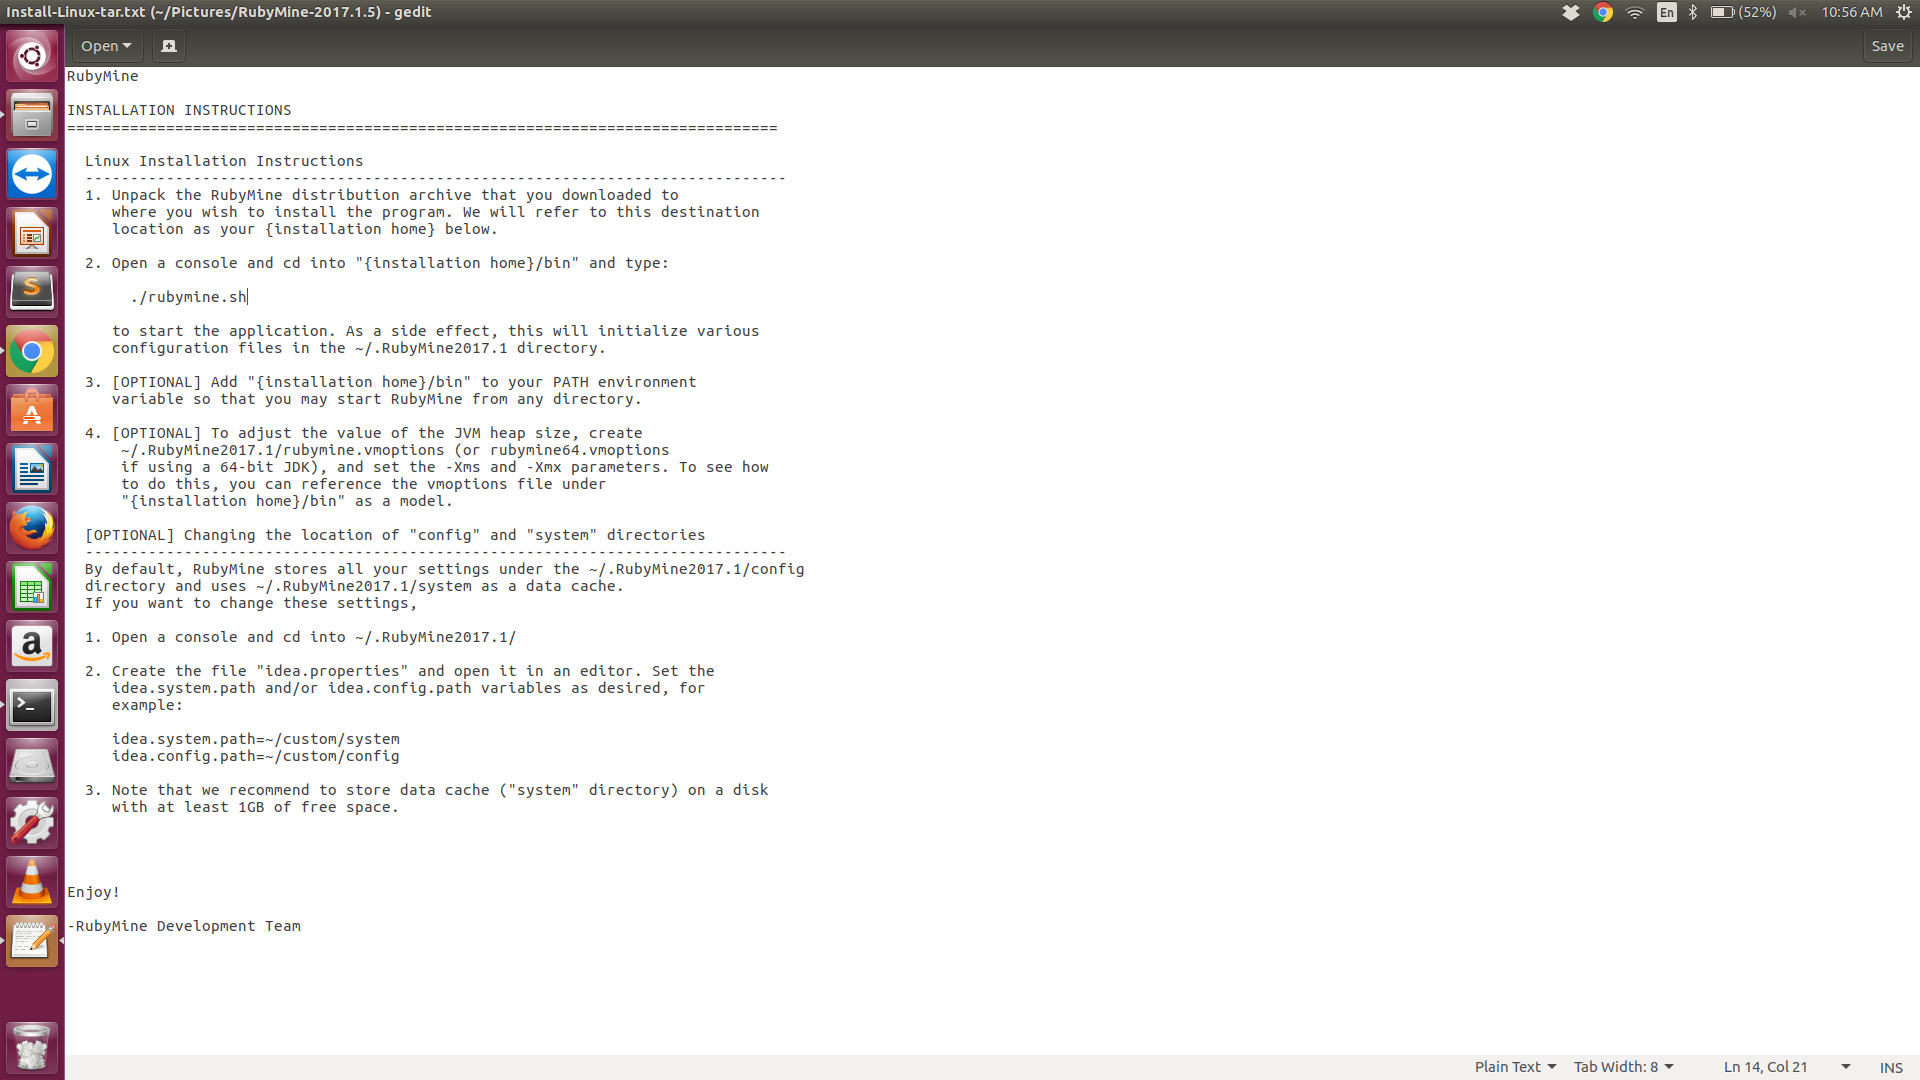 Install-Linux-tar.txt (~/Pictures/RubyMine-2017.1.5) - gedit
En
(52%)
10:56 AM
Open
Save
RubyMine
INSTALLATION INSTRUCTIONS
===============================================================================
Linux Installation Instructions
------------------------------------------------------------------------------
1. Unpack the RubyMine distribution archive that you downloaded to
where you wish to install the program. We will refer to this destination
location as your {installation home} below.
2. Open a console and cd into "{installation home}/bin" and type:
./rubymine.sh
to start the application. As a side effect, this will initialize various
configuration files in the ~/.RubyMine2017.1 directory.
3. [OPTIONAL] Add "{installation home}/bin" to your PATH environment
variable so that you may start RubyMine from any directory.
4. [OPTIONAL] To adjust the value of the JVM heap size, create
~/.RubyMine2017.1/rubymine.vmoptions (or rubymine64.vmoptions
if using a 64-bit JDK), and set the -Xms and -Xmx parameters. To see how
to do this, you can reference the vmoptions file under
"{installation home}/bin" as a model.
[OPTIONAL] Changing the location of "config" and "system" directories
------------------------------------------------------------------------------
By default, RubyMine stores all your settings under the ~/.RubyMine2017.1/config
directory and uses ~/.RubyMine2017.1/system as a data cache.
If you want to change these settings,
1. Open a console and cd into ~/.RubyMine2017.1/
2. Create the file "idea.properties" and open it in an editor. Set the
idea.system.path and/or idea.config.path variables as desired, for
example:
idea.system.path=~/custom/system
idea.config.path=~/custom/config
3. Note that we recommend to store data cache ("system" directory) on a disk
with at least 1GB of free space.
Enjoy!
-RubyMine Development Team
Plain Text
Tab Width: 8
Ln 14, Col 21
INS